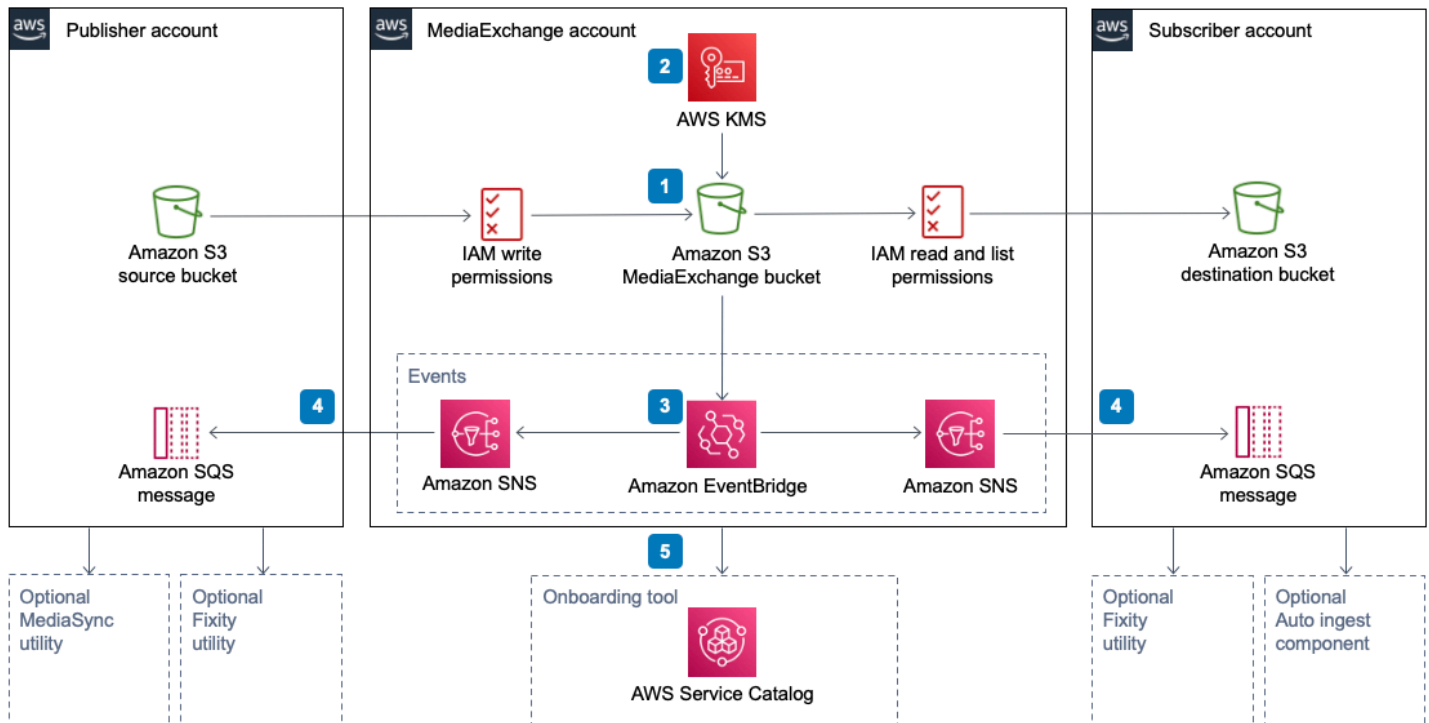 aws
Publisher account
aws
MediaExchange account
aws
Subscriber account
2
AWS KMS
1
Amazon S3
source bucket
IAM write
permissions
Amazon S3
MediaExchange bucket
IAM read and list
permissions
Amazon S3
destination bucket
Events
4
3
4
Amazon SQS
message
Amazon SNS
Amazon EventBridge
Amazon SNS
Amazon SQS
message
5
Optional
MediaSync
utility
Optional
Fixity
utility
Onboarding tool
AWS Service Catalog
Optional
Fixity
utility
Optional
Auto ingest
component